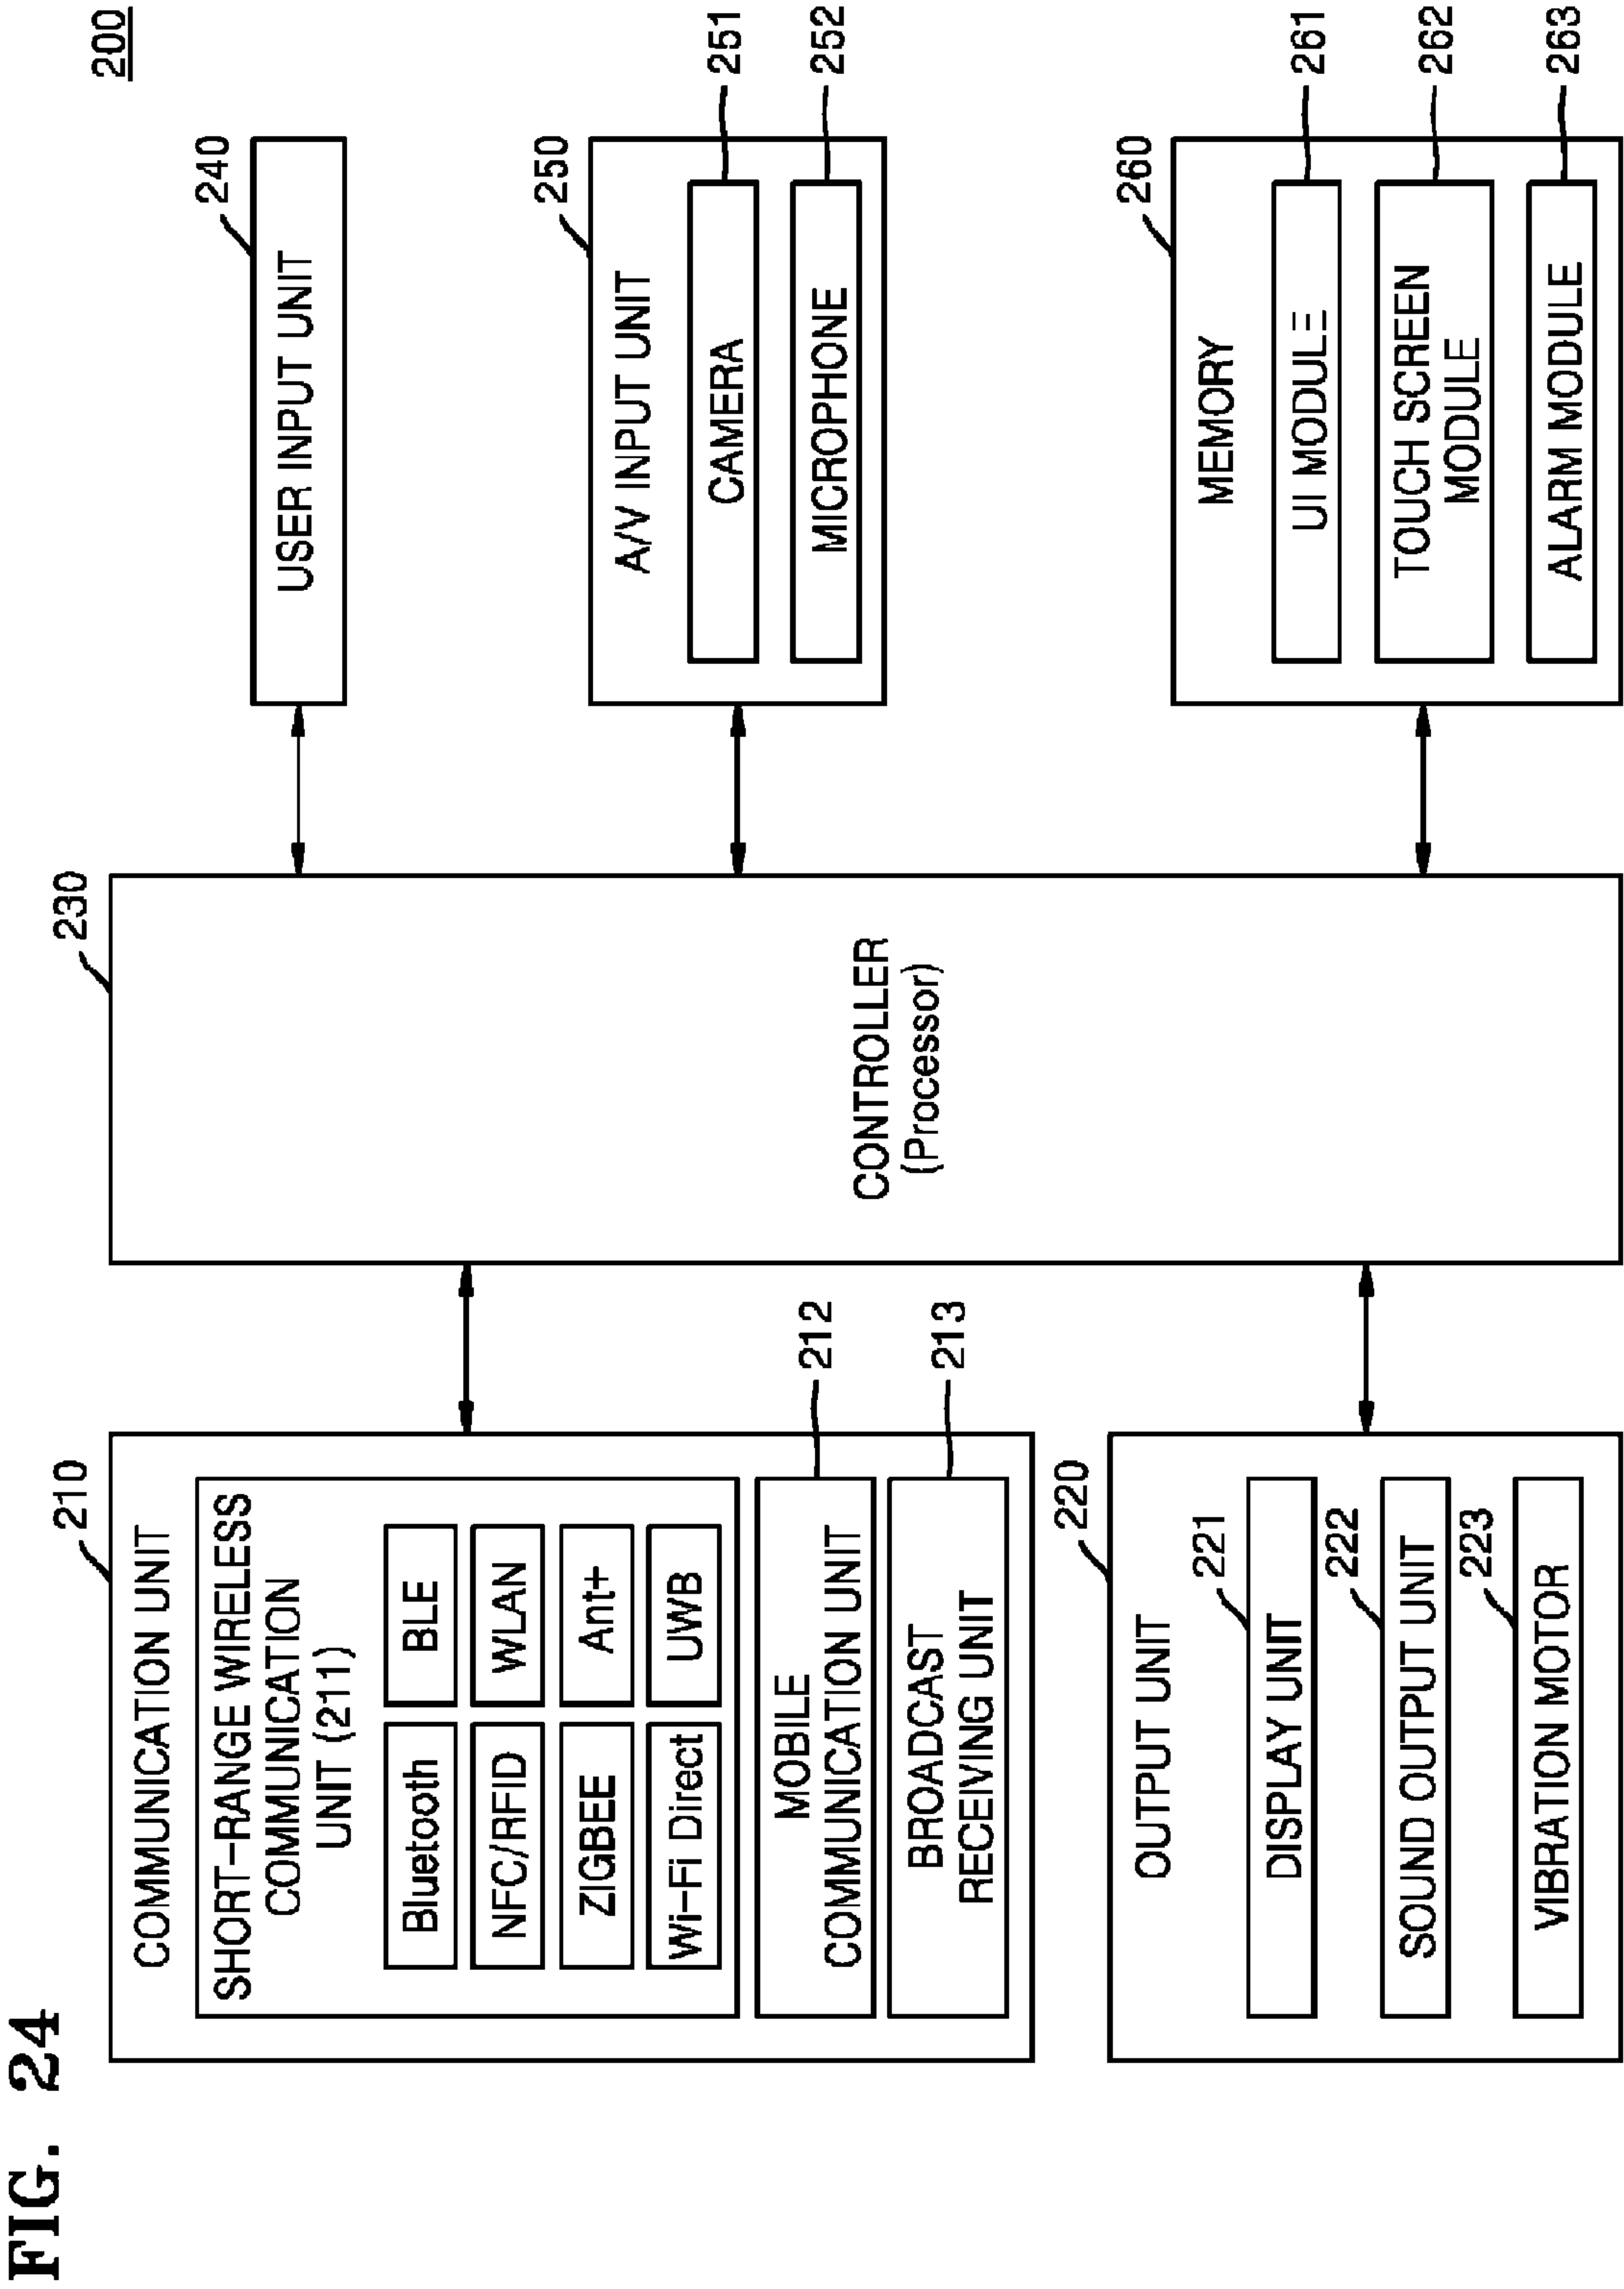 FIG. 24
200
210
COMMUNICATION UNIT
SHORT-RANGE WIRELESS
COMMUNICATION
UNIT (211)
Bluetooth
BLE
NFC/RFID
WLAN
ZIGBEE
Ant+
Wi-Fi Direct
UWB
MOBILE
COMMUNICATION UNIT
212
BROADCAST
RECEIVING UNIT
213
220
OUTPUT UNIT
221
DISPLAY UNIT
222
SOUND OUTPUT UNIT
223
VIBRATION MOTOR
230
CONTROLLER
(Processor)
240
USER INPUT UNIT
250
A/V INPUT UNIT
CAMERA
251
MICROPHONE
252
260
MEMORY
UI MODULE
261
TOUCH SCREEN
MODULE
262
ALARM MODULE
263